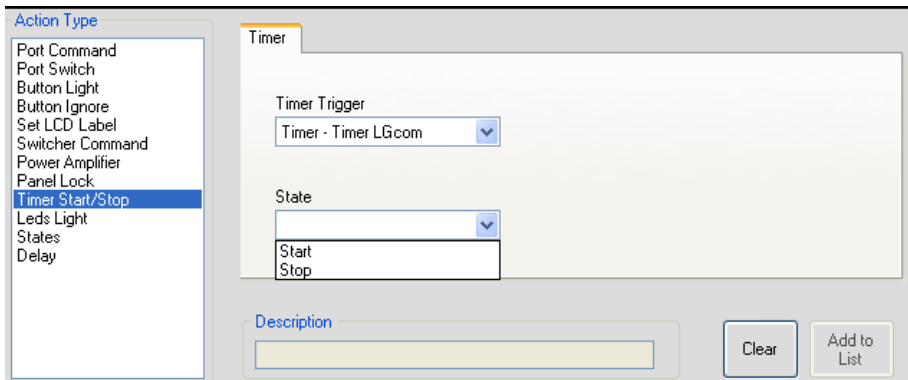 Action Type
Port Command
Port Switch
Button Light
Button Ignore
Set LCD Label
Switcher Command
Power Amplifier
Panel Lock
Timer Start/Stop
Leds Light
States
Delay
Timer
Timer Trigger
Timer - Timer LGcom
State
Start
Stop
Description
Clear
Add to
List